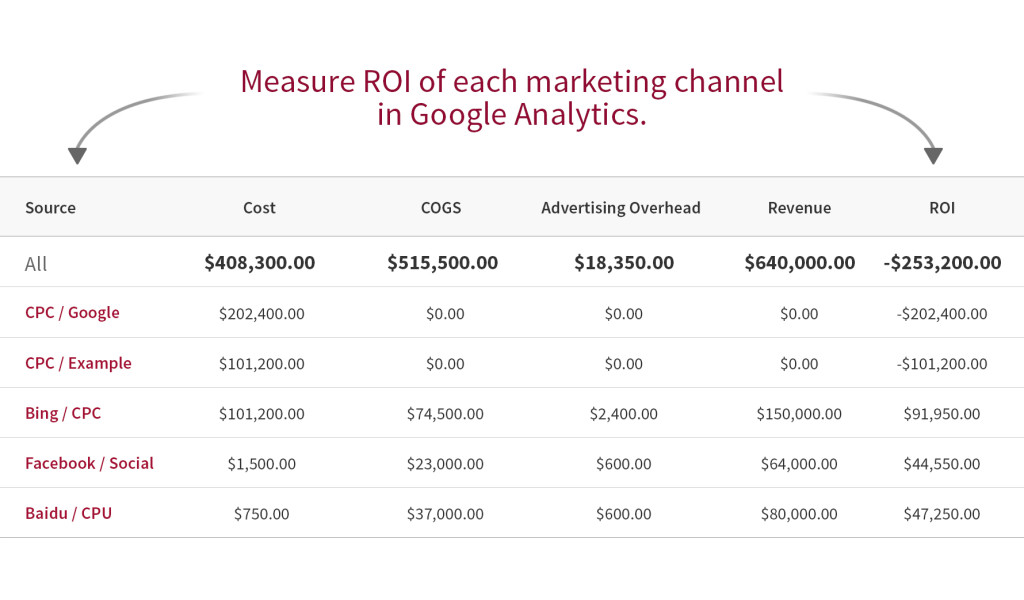 Measure ROI of each marketing channel
in Google Analytics.
Source Cost COGS Advertising Overhead Revenue ROI
All $408,300.00 $515,500.00 $18,350.00 $640,000.00 -$253,200.00
CPC / Google $202,400.00 $0.00 $0.00 $0.00 -$202,400.00
CPC / Example $101,200.00 $0.00 $0.00 $0.00 -$101,200.00
Bing / CPC $101,200.00 $74,500.00 $2,400.00 $150,000.00 $91,950.00
Facebook / Social $1,500.00 $23,000.00 $600.00 $64,000.00 $44,550.00
Baidu / CPU $750.00 $37,000.00 $600.00 $80,000.00 $47,250.00